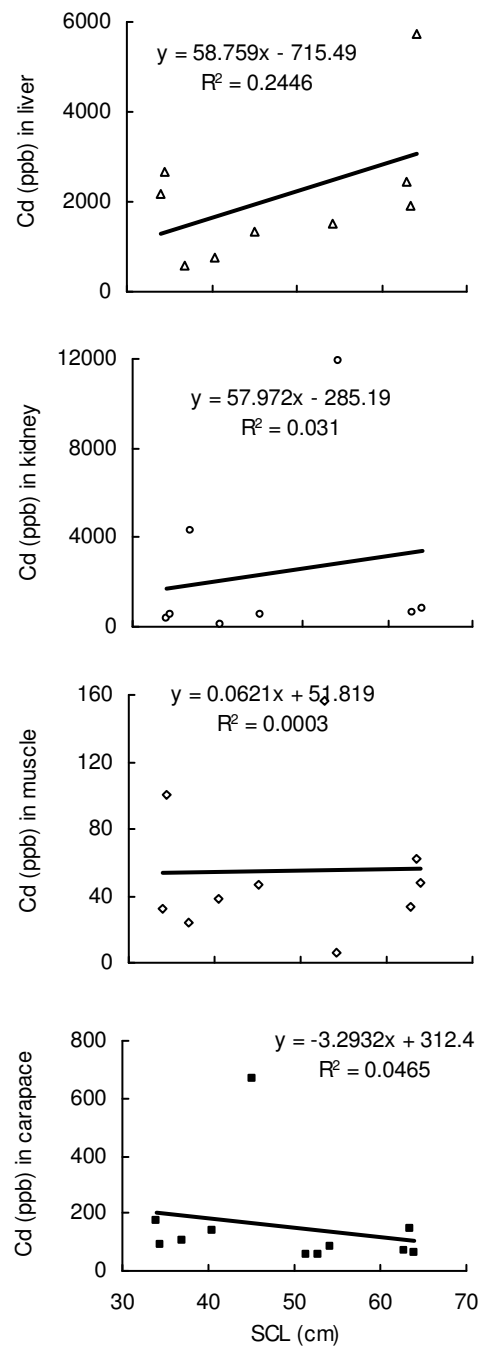 6000
y = 58.759x - 715.49
R² = 0.2446
4000
Cd (ppb) in liver
2000
0
12000
y = 57.972x - 285.19
R² = 0.031
8000
Cd (ppb) in kidney
4000
0
160
y = 0.0621x + 51.819
R² = 0.0003
120
Cd (ppb) in muscle
80
40
0
800
y = -3.2932x + 312.4
R² = 0.0465
600
Cd (ppb) in carapace
400
200
0
30 40 50 60 70
SCL (cm)